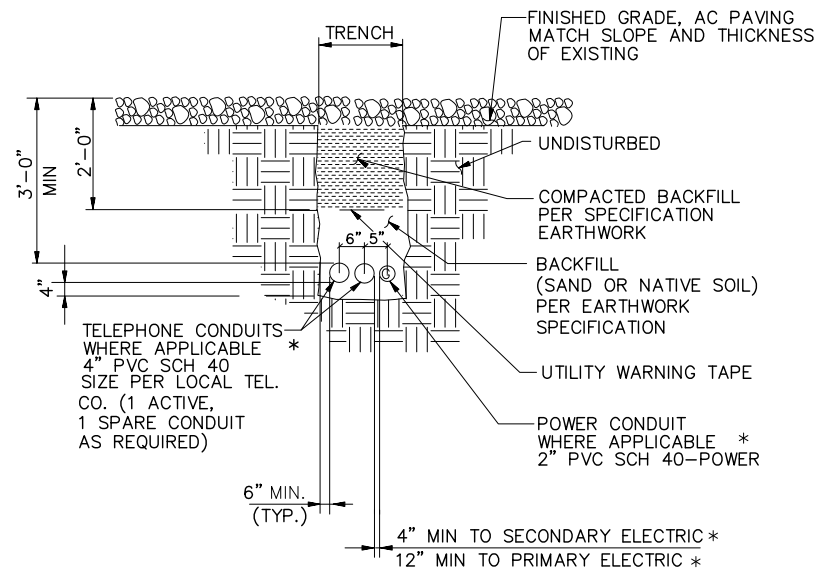 FINISHED GRADE, AC PAVING
MATCH SLOPE AND THICKNESS
OF EXISTING
TRENCH
UNDISTURBED
3'-0"
MIN
2'-0"
COMPACTED BACKFILL
PER SPECIFICATION
EARTHWORK
6" 5"
BACKFILL
(SAND OR NATIVE SOIL)
PER EARTHWORK
SPECIFICATION
4"
G
TELEPHONE CONDUITS
WHERE APPLICABLE *
4" PVC SCH 40
SIZE PER LOCAL TEL.
CO. (1 ACTIVE,
1 SPARE CONDUIT
AS REQUIRED)
UTILITY WARNING TAPE
POWER CONDUIT
WHERE APPLICABLE *
2" PVC SCH 40-POWER
6" MIN.
(TYP.)
4" MIN TO SECONDARY ELECTRIC *
12" MIN TO PRIMARY ELECTRIC *